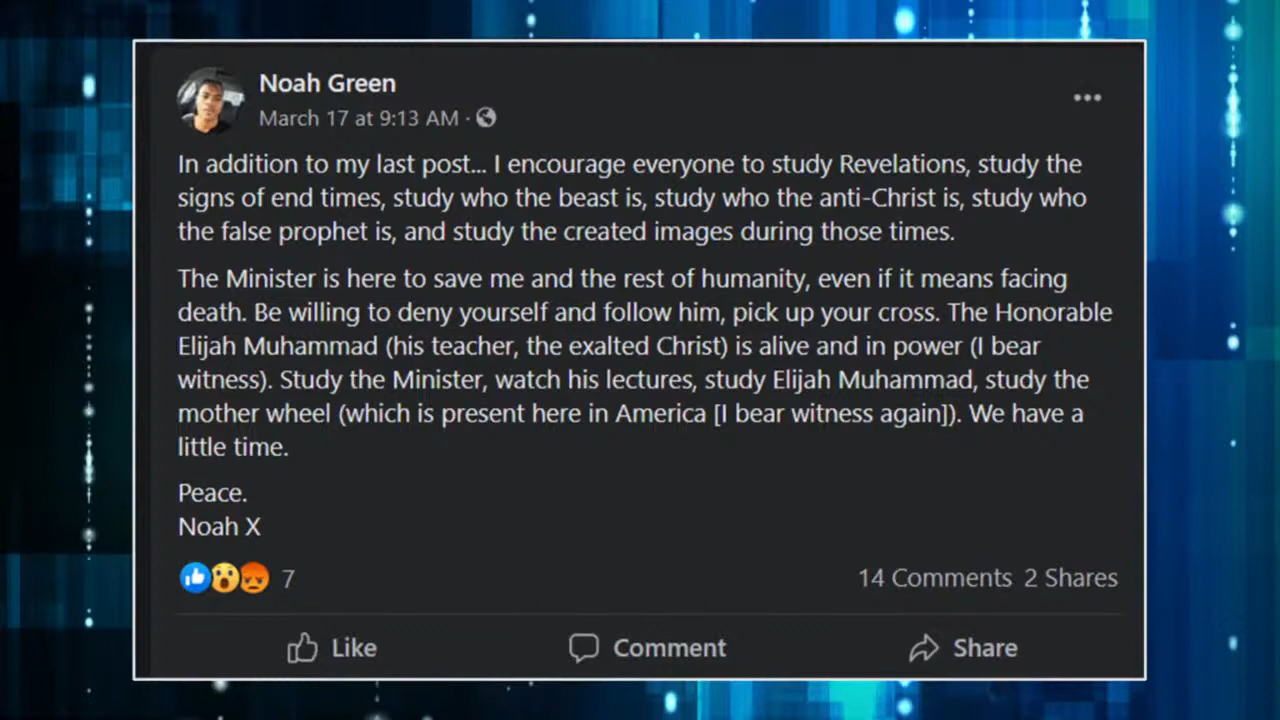 Noah Green
March 17 at 9:13 AM ·
In addition to my last post... I encourage everyone to study Revelations, study the
signs of end times, study who the beast is, study who the anti-Christ is, study who
the false prophet is, and study the created images during those times.
The Minister is here to save me and the rest of humanity, even if it means facing
death. Be willing to deny yourself and follow him, pick up your cross. The Honorable
Elijah Muhammad (his teacher, the exalted Christ) is alive and in power (I bear
witness). Study the Minister, watch his lectures, study Elijah Muhammad, study the
mother wheel (which is present here in America [I bear witness again]). We have a
little time.
Peace.
Noah X
7
14 Comments 2 Shares
Like Comment Share